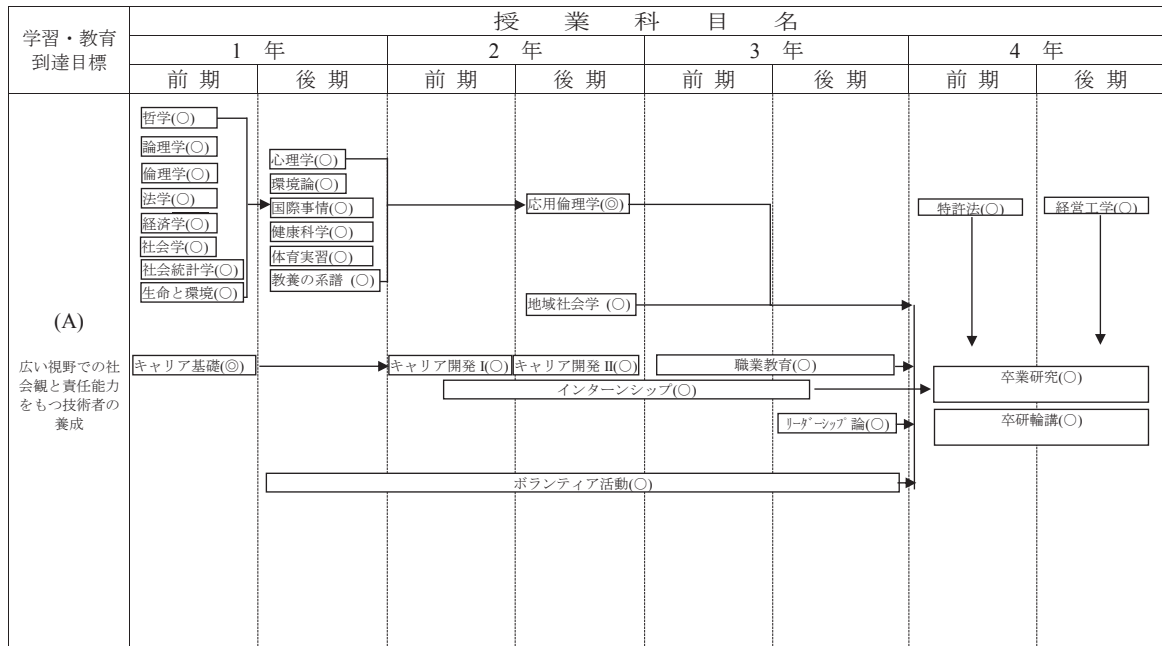 学習・教育
到達目標
授業科目名
1 年
2 年
3 年
4 年
前 期
後 期
前 期
後 期
前 期
後 期
前 期
後 期
(A)
広い視野での社
会観と責任能力
をもつ技術者の
養成
哲学(○)
論理学(○)
倫理学(○)
法学(○)
経済学(○)
社会学(○)
社会統計学(○)
生命と環境(○)
心理学(○)
環境論(○)
国際事情(○)
健康科学(○)
体育実習(○)
教養の系譜 (○)
応用倫理学(◎)
地域社会学 (○)
特許法(○)
経営工学(○)
キャリア基礎(◎)
キャリア開発 I(○)
キャリア開発 II(○)
職業教育(○)
インターンシップ(○)
卒業研究(○)
ﾘｰﾀﾞｰｼｯﾌﾟ 論(○)
卒研輪講(○)
ボランティア活動(○)